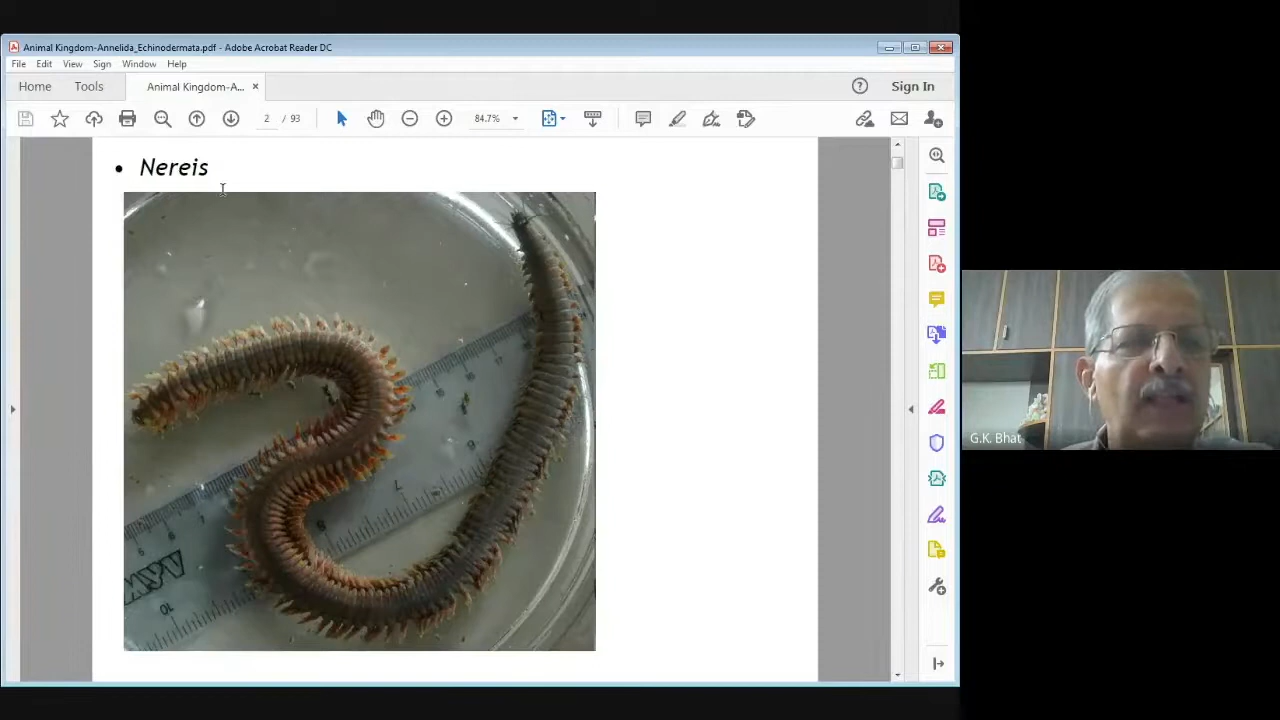 Animal Kingdom-Annelida_Echinodermata.pdf - Adobe Acrobat Reader DC
File Edit View Sign Window Help
Home Tools Animal Kingdom-A... × ? Sign In
2 / 93 84.7%
• Nereis
G.K. Bhat